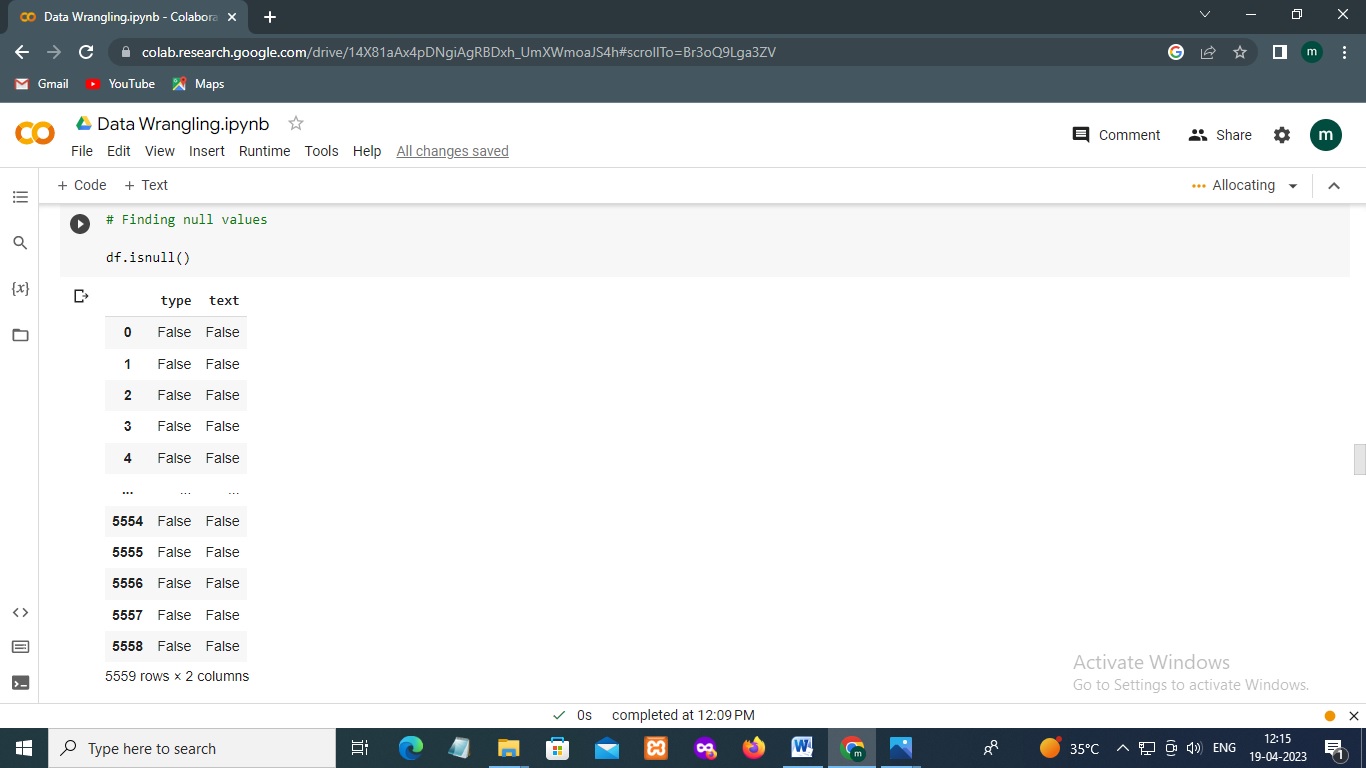 Data Wrangling.ipynb - Colabora
colab.research.google.com/drive/14X81aAx4pDNgiAgRBDxh_UmXWmoaJS4h#scrollTo=Br3oQ9Lga3ZV
m
Gmail YouTube Maps
Data Wrangling.ipynb
Comment Share m
File Edit View Insert Runtime Tools Help All changes saved
+ Code + Text Allocating
# Finding null values
{x}
df.isnull()
type text
0 False False
1 False False
2 False False
3 False False
4 False False
... ... ...
5554 False False
5555 False False
5556 False False
5557 False False
5558 False False
5559 rows × 2 columns
Activate Windows
Go to Settings to activate Windows.
0s completed at 12:09 PM
Type here to search
35°C ENG 12:15
19-04-2023 1